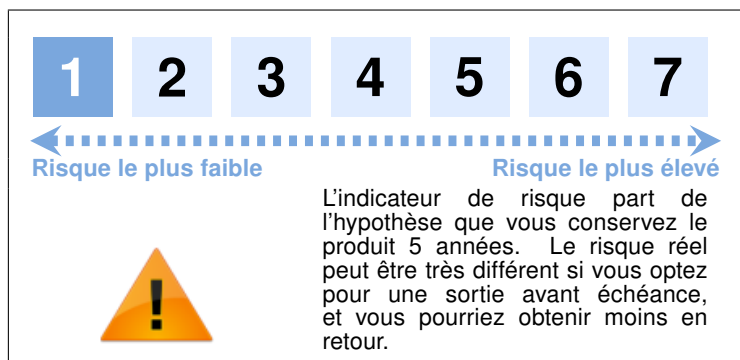 1 2 3 4 5 6 7
Risque le plus faible Risque le plus élevé
L'indicateur de risque part de
l'hypothèse que vous conservez le
produit 5 années. Le risque réel
peut être très différent si vous optez
pour une sortie avant échéance,
et vous pourriez obtenir moins en
retour.
!